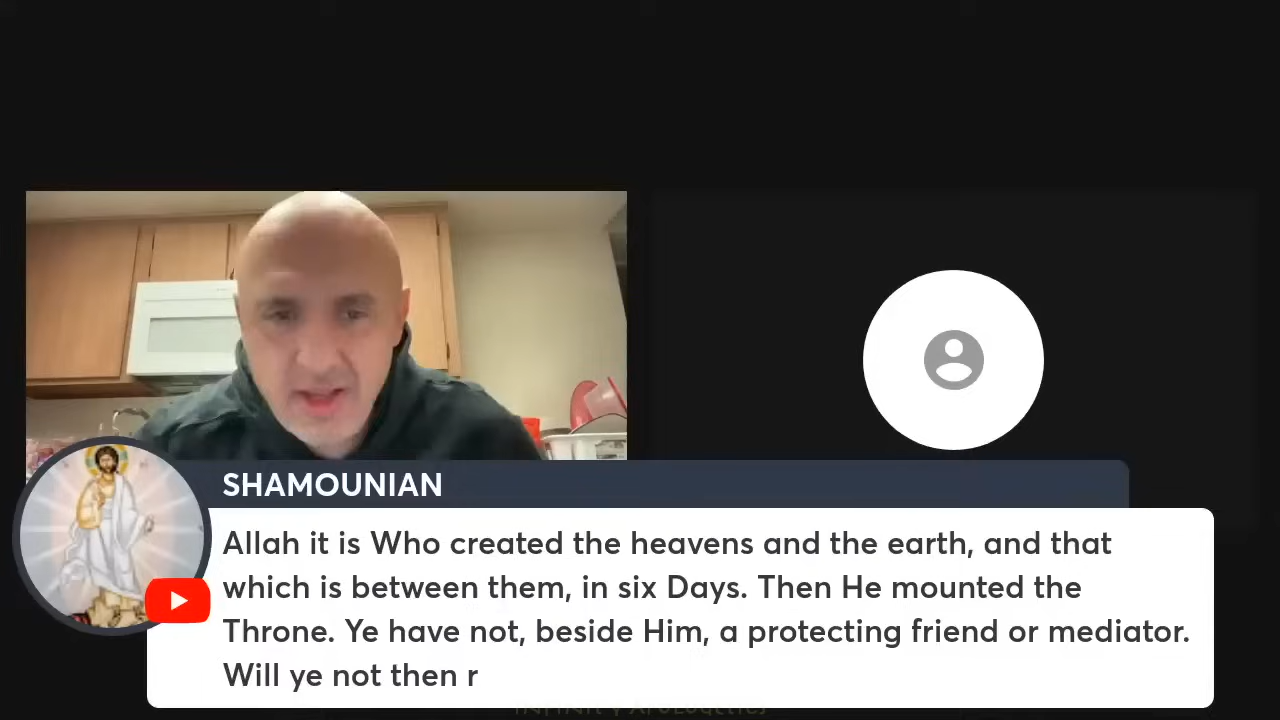 SHAMOUNIAN
Allah it is Who created the heavens and the earth, and that
which is between them, in six Days. Then He mounted the
Throne. Ye have not, beside Him, a protecting friend or mediator.
Will ye not then r